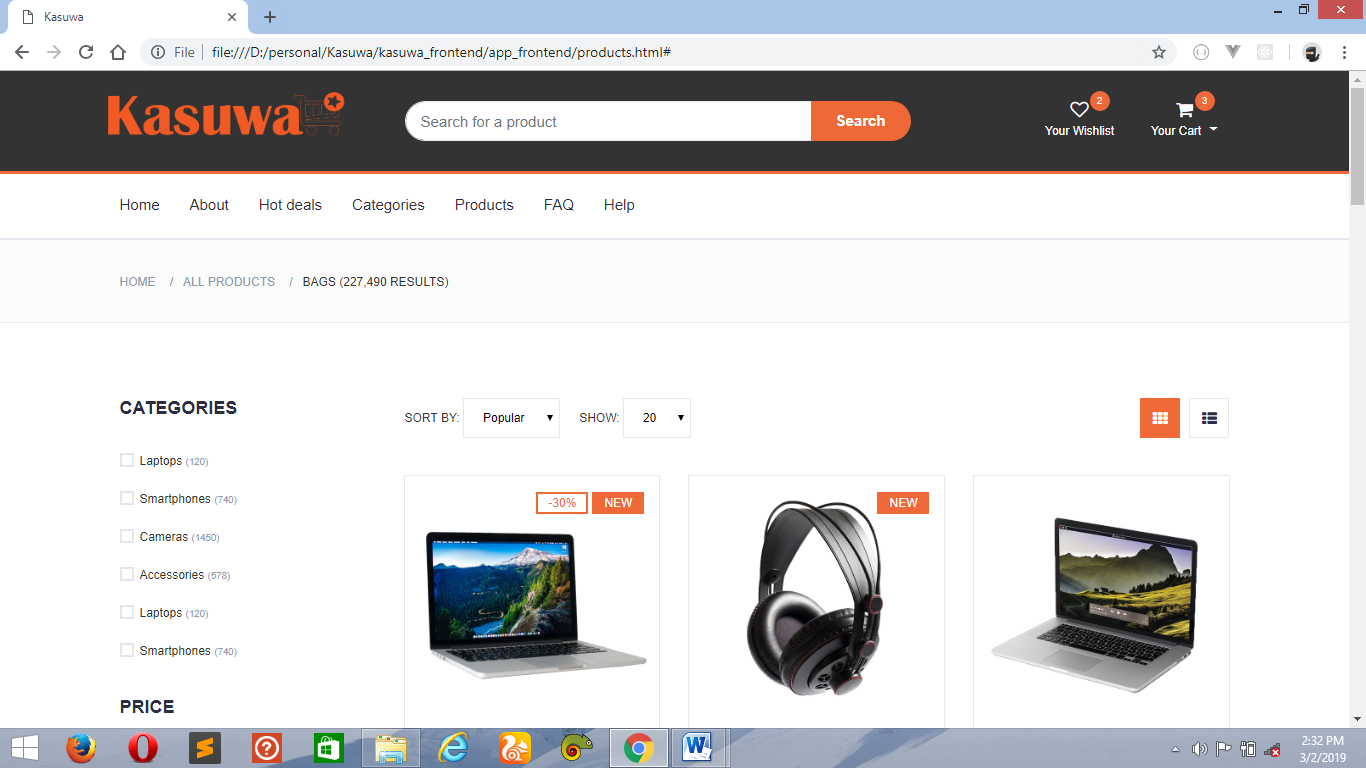 Kasuwa
File
file:///D:/personal/Kasuwa/kasuwa_frontend/app_frontend/products.html#
Kasuwa
Search for a product
Search
2
Your Wishlist
3
Your Cart
Home
About
Hot deals
Categories
Products
FAQ
Help
HOME / ALL PRODUCTS / BAGS (227,490 RESULTS)
CATEGORIES
Laptops (120)
Smartphones (740)
Cameras (1450)
Accessories (578)
Laptops (120)
Smartphones (740)
PRICE
SORT BY: Popular
SHOW: 20
-30%
NEW
NEW
2:32 PM
3/2/2019